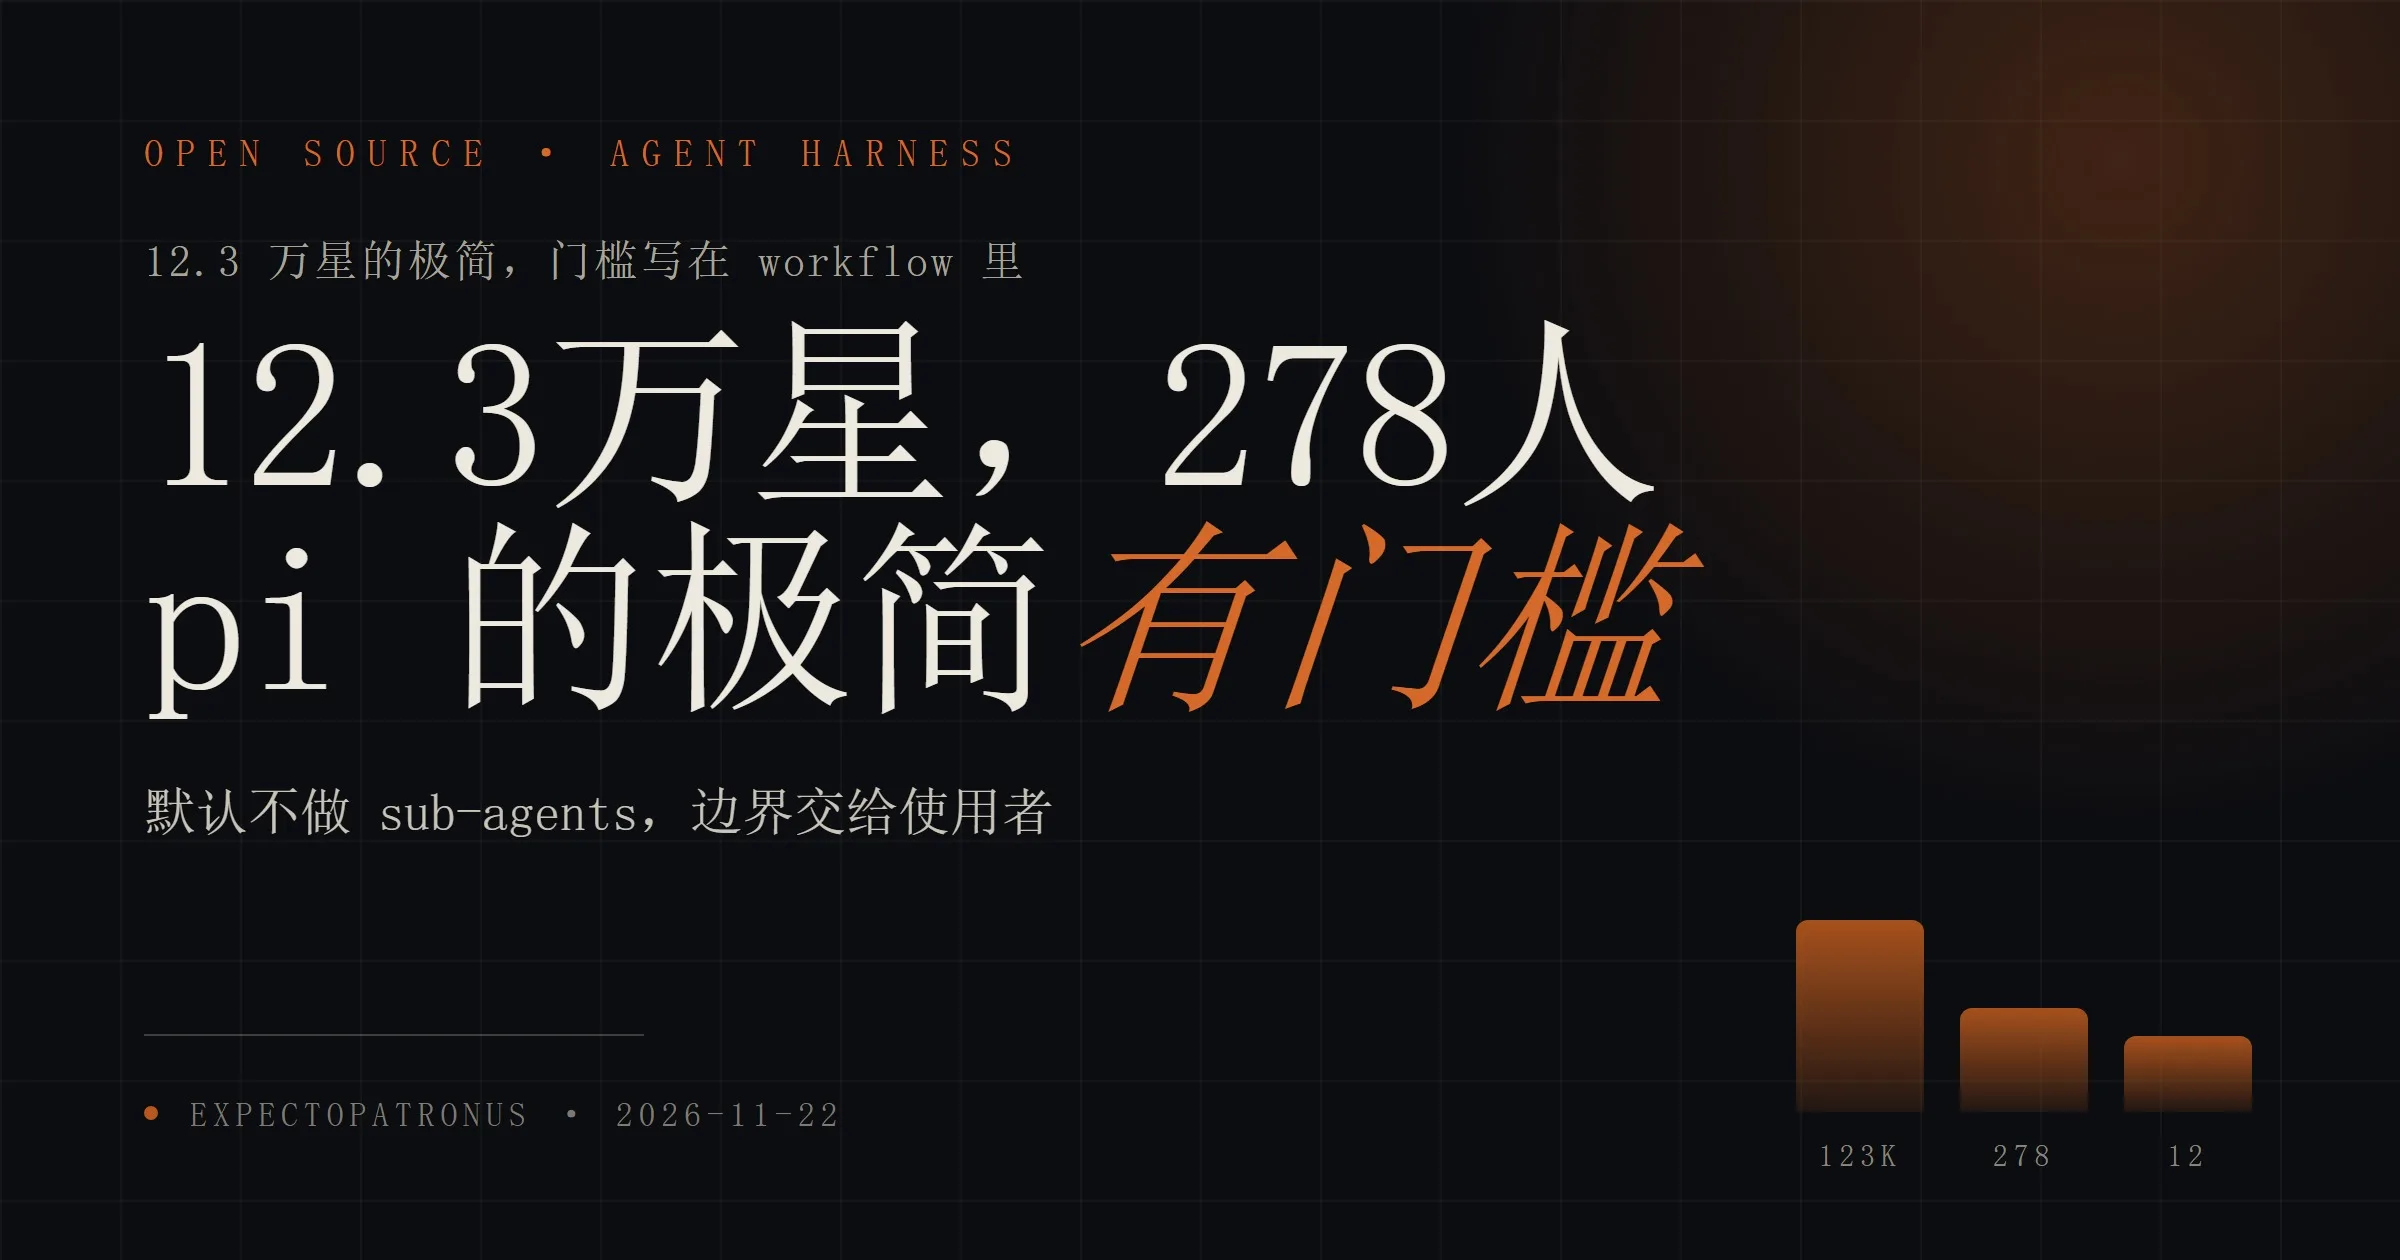 OPEN SOURCE • AGENT HARNESS
12.3 万星的极简，门槛写在 workflow 里
12.3万星，278人
pi 的极简有门槛
默认不做 sub-agents，边界交给使用者
EXPECTOPATRONUS • 2026-11-22
123K 278 12